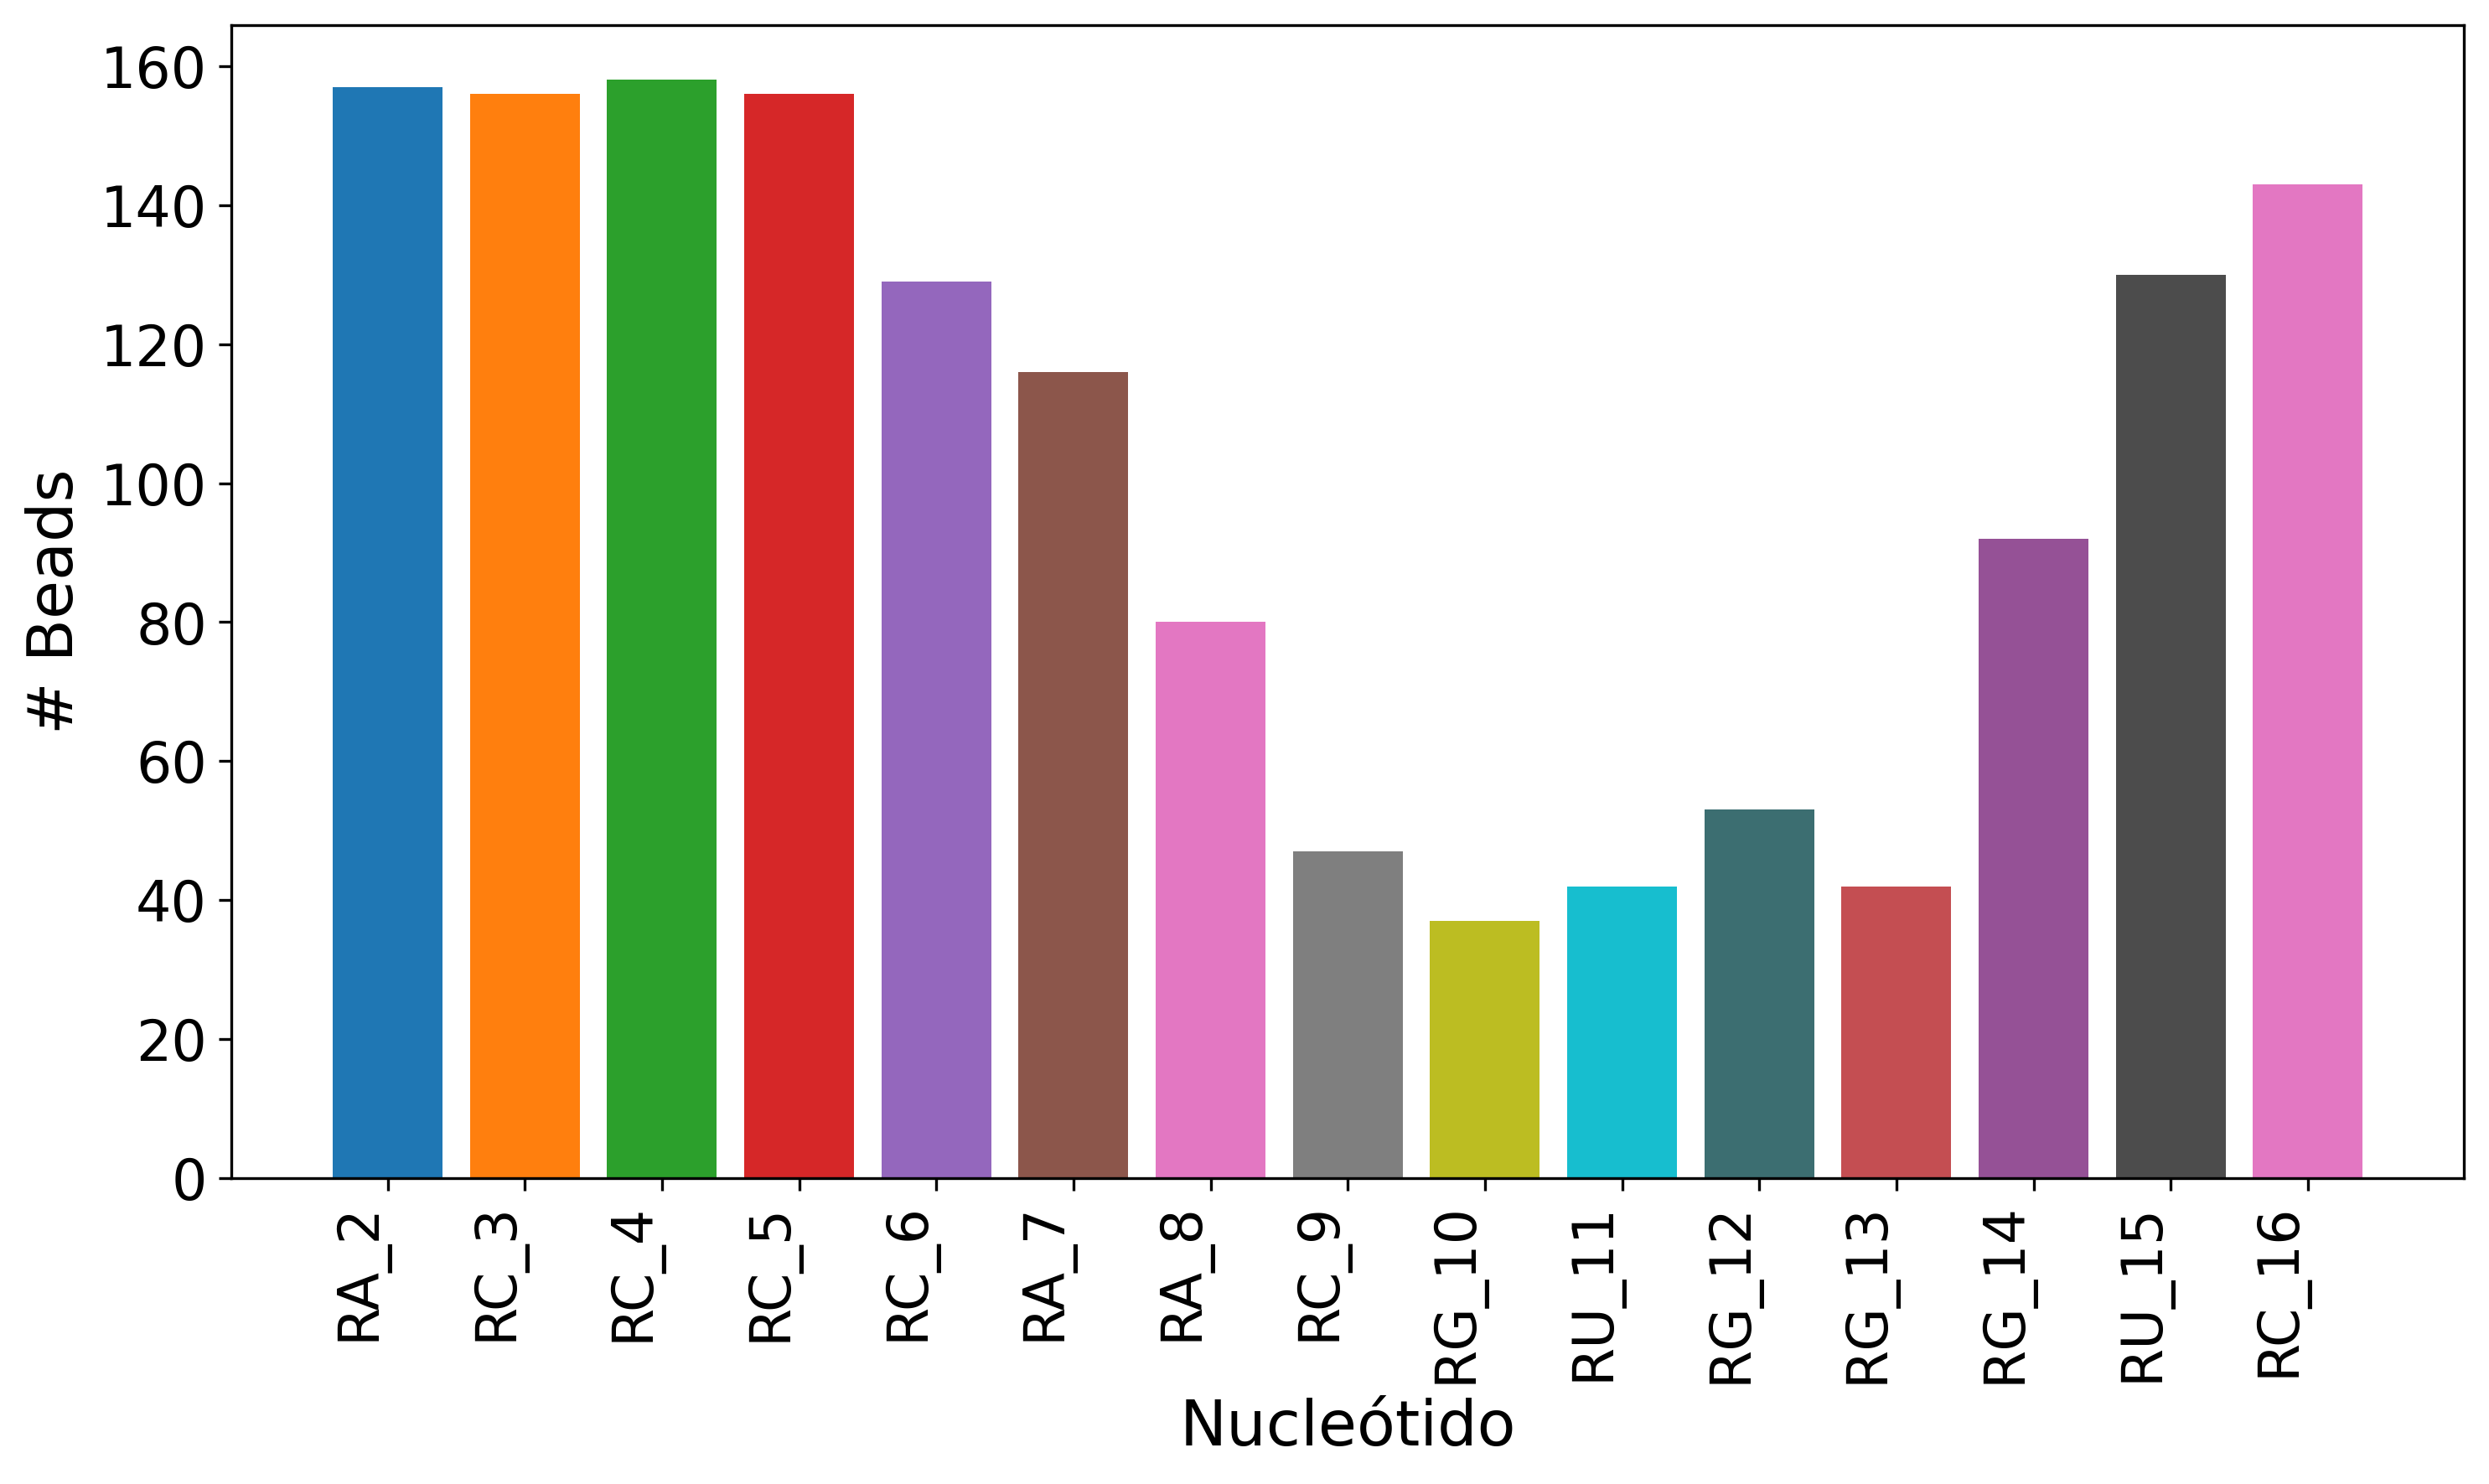 160
140
120
100
80
60
40
20
0
# Beads
RA_2
RC_3
RC_4
RC_5
RC_6
RA_7
RA_8
RC_9
RG_10
RU_11
RG_12
RG_13
RG_14
RU_15
RC_16
Nucleótido